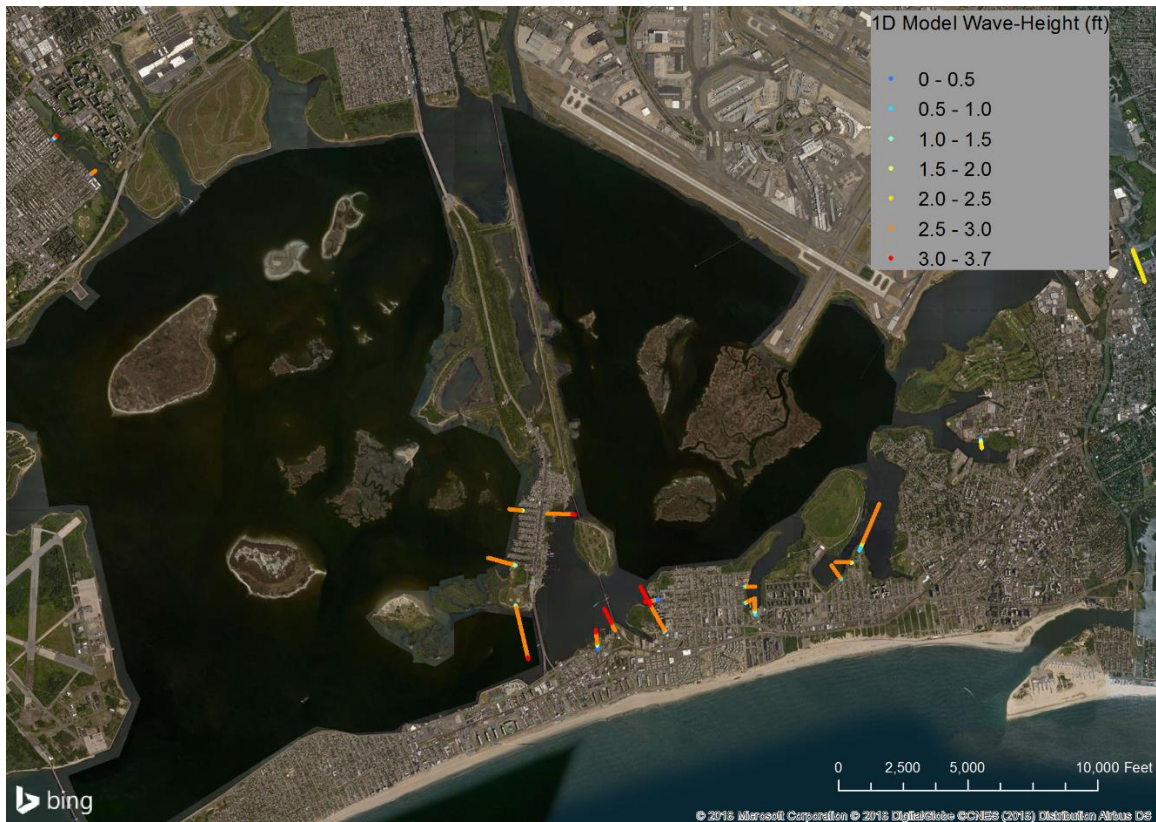 1D Model Wave-Height (ft)
0 - 0.5
0.5 - 1.0
1.0 - 1.5
1.5 - 2.0
2.0 - 2.5
2.5 - 3.0
3.0 - 3.7
0 2,500 5,000 10,000 Feet
bing
© 2016 Microsoft Corporation © 2016 DigitalGlobe ©CNES (2016) Distribution Airbus DS